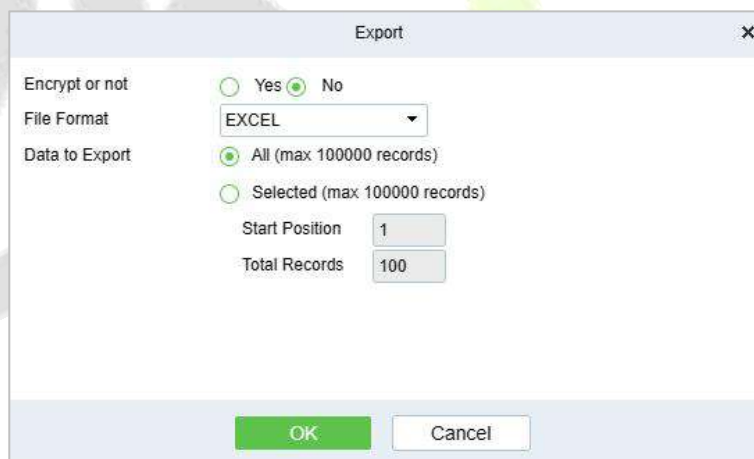 Export
Encrypt or not Yes No
File Format EXCEL
Data to Export All (max 100000 records)
Selected (max 100000 records)
Start Position 1
Total Records 100
OK Cancel